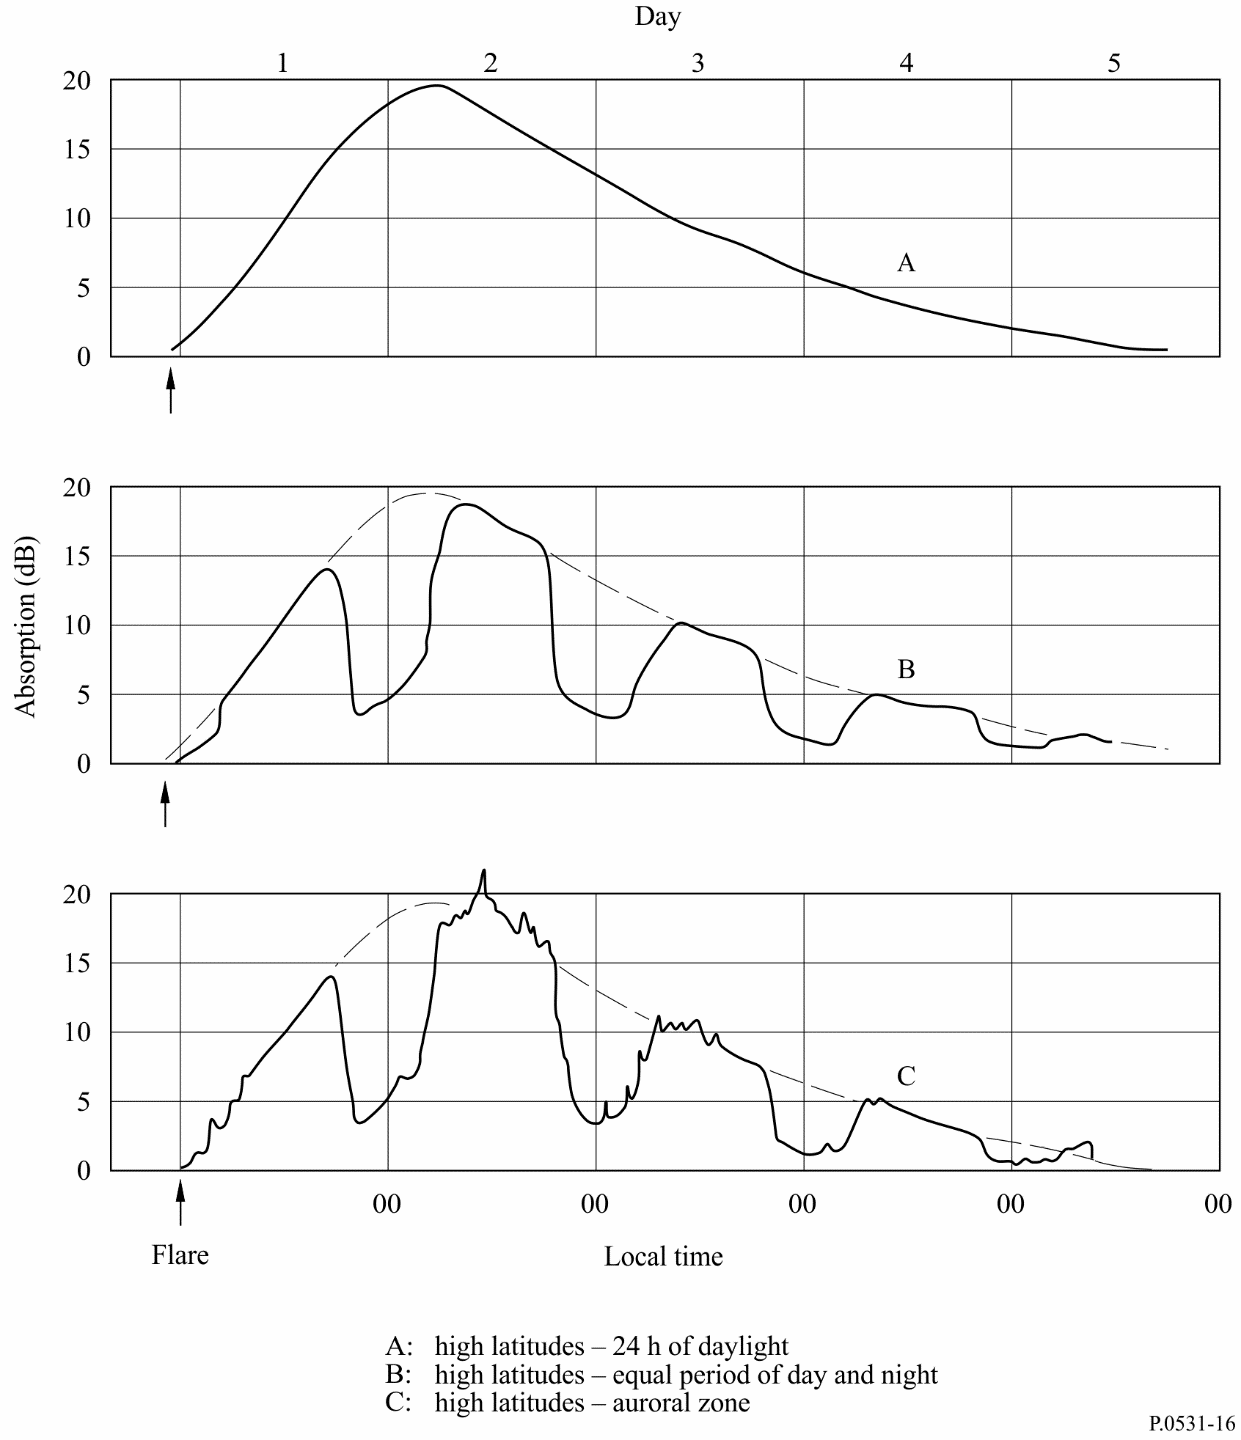 Day
1 2 3 4 5
20
15
10
5
A
0
20
15
10
5
B
0
Absorption (dB)
20
15
10
5
C
0
00 00 00 00 00
Flare
Local time
A: high latitudes – 24 h of daylight
B: high latitudes – equal period of day and night
C: high latitudes – auroral zone
P.0531-16